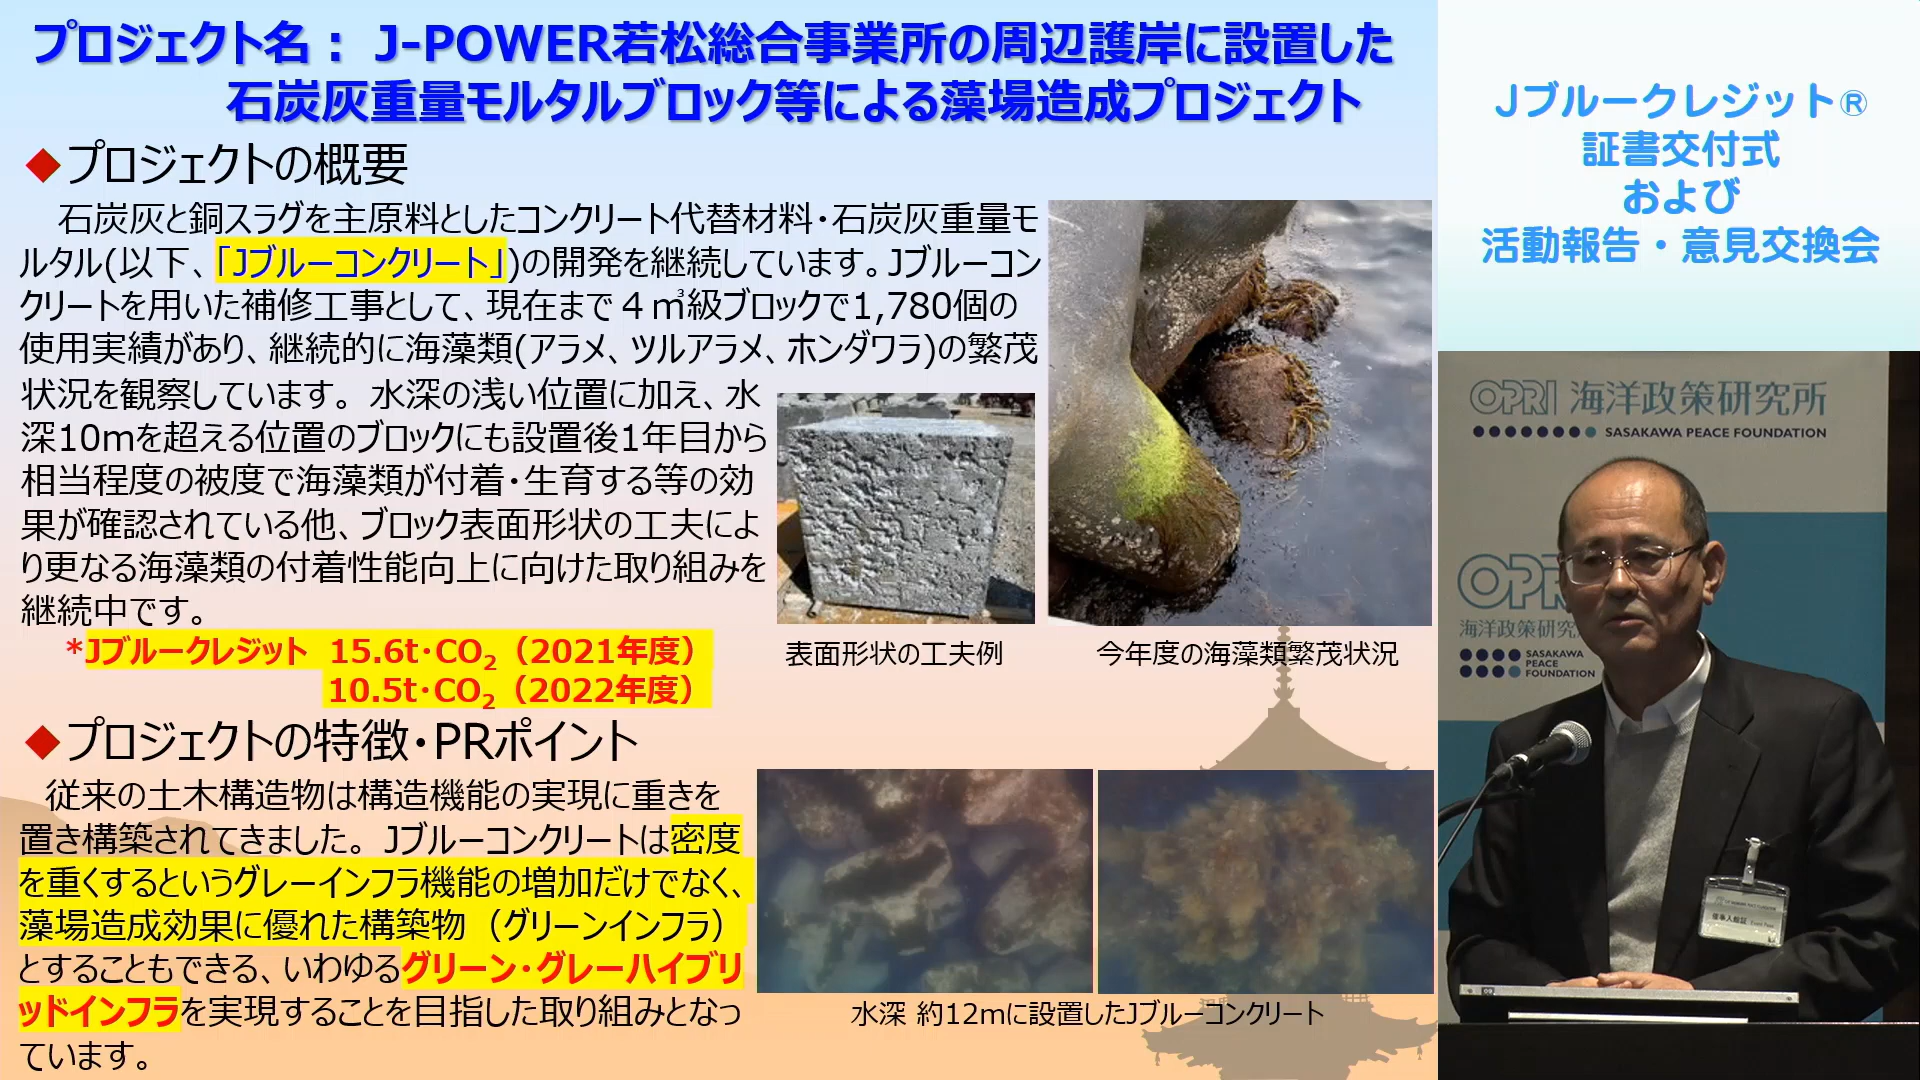 プロジェクト名： J-POWER若松総合事業所の周辺護岸に設置した
石炭灰重量モルタルブロック等による藻場造成プロジェクト
◆プロジェクトの概要
石炭灰と銅スラグを主原料としたコンクリート代替材料・石炭灰重量モ
ルタル(以下、「Jブルーコンクリート」)の開発を継続しています。Jブルーコン
クリートを用いた補修工事として、現在まで４㎥級ブロックで1,780個の
使用実績があり、継続的に海藻類(アラメ、ツルアラメ、ホンダワラ)の繁茂
状況を観察しています。水深の浅い位置に加え、水
深10mを超える位置のブロックにも設置後1年目から
相当程度の被度で海藻類が付着・生育する等の効
果が確認されている他、ブロック表面形状の工夫によ
り更なる海藻類の付着性能向上に向けた取り組みを
継続中です。
*Jブルークレジット 15.6t・CO2（2021年度）
10.5t・CO2（2022年度）
表面形状の工夫例
今年度の海藻類繁茂状況
◆プロジェクトの特徴・PRポイント
従来の土木構造物は構造機能の実現に重きを
置き構築されてきました。Jブルーコンクリートは密度
を重くするというグレーインフラ機能の増加だけでなく、
藻場造成効果に優れた構築物（グリーンインフラ）
とすることもできる、いわゆるグリーン・グレーハイブリ
ッドインフラを実現することを目指した取り組みとなっ
ています。
水深 約12mに設置したJブルーコンクリート
Jブルークレジット®
証書交付式
および
活動報告・意見交換会
OPRI 海洋政策研究所
SASAKAWA PEACE FOUNDATION
OPRI
海洋政策研究
SASAKAWA
PEACE
FOUNDATION